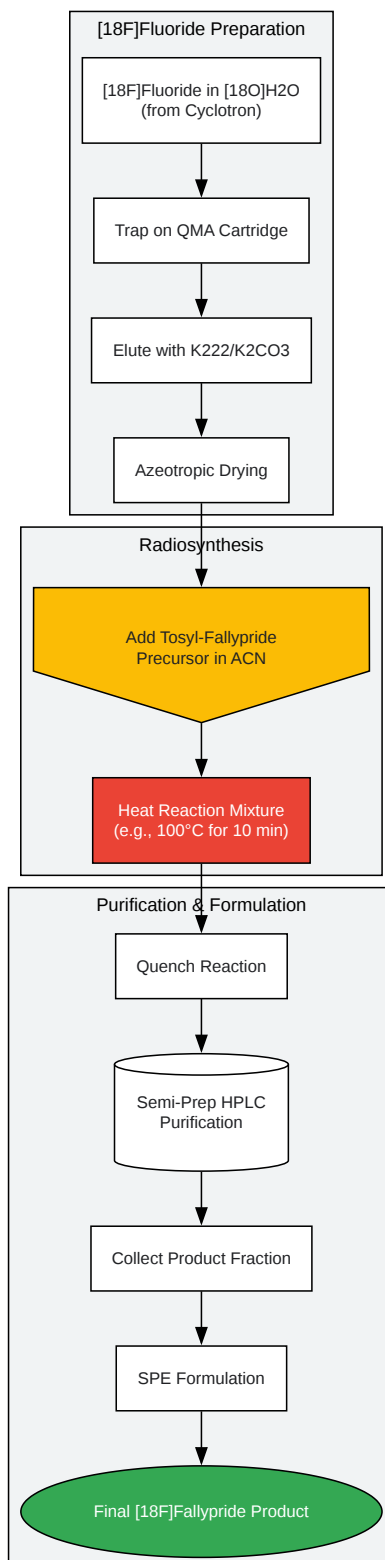 [18F]Fluoride Preparation
[18F]Fluoride in [18O]H2O
(from Cyclotron)
Trap on QMA Cartridge
Elute with K222/K2CO3
Azeotropic Drying
Radiosynthesis
Add Tosyl-Fallypride
Precursor in ACN
Heat Reaction Mixture
(e.g., 100°C for 10 min)
Purification & Formulation
Quench Reaction
Semi-Prep HPLC
Purification
Collect Product Fraction
SPE Formulation
Final [18F]Fallypride Product